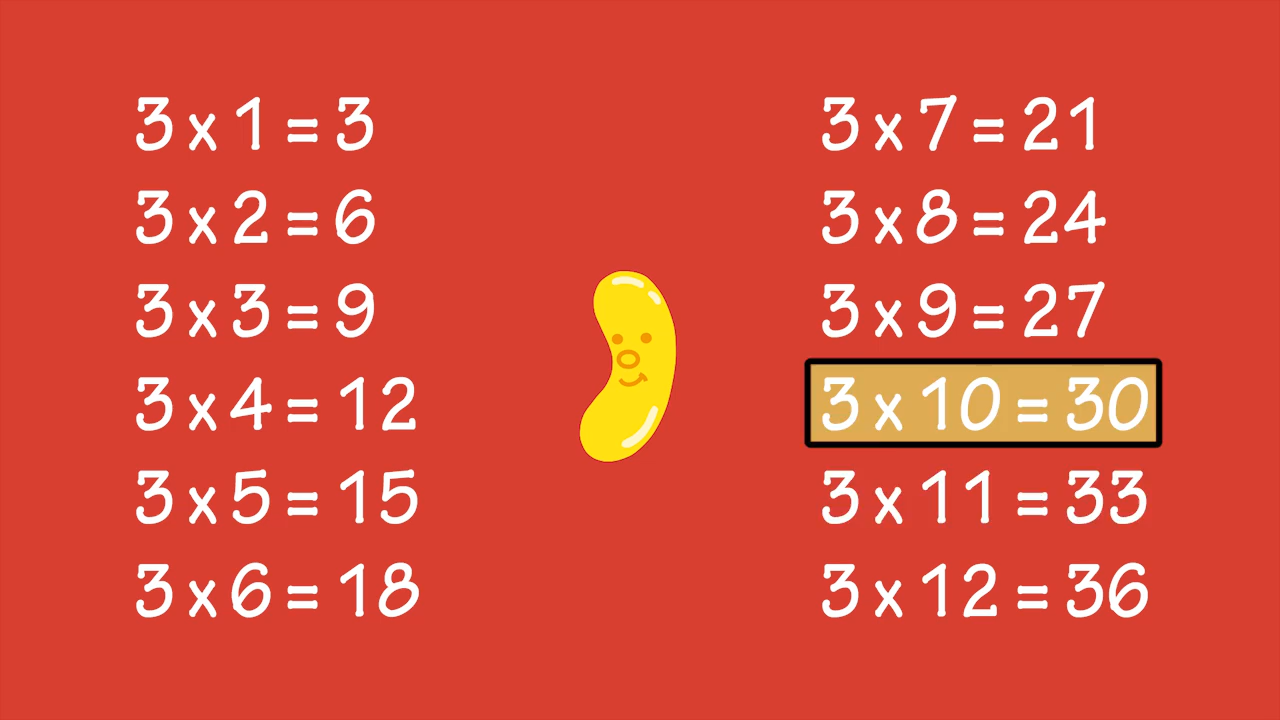 3 x 1 = 3
3 x 2 = 6
3 x 3 = 9
3 x 4 = 12
3 x 5 = 15
3 x 6 = 18
3 x 7 = 21
3 x 8 = 24
3 x 9 = 27
3 x 10 = 30
3 x 11 = 33
3 x 12 = 36